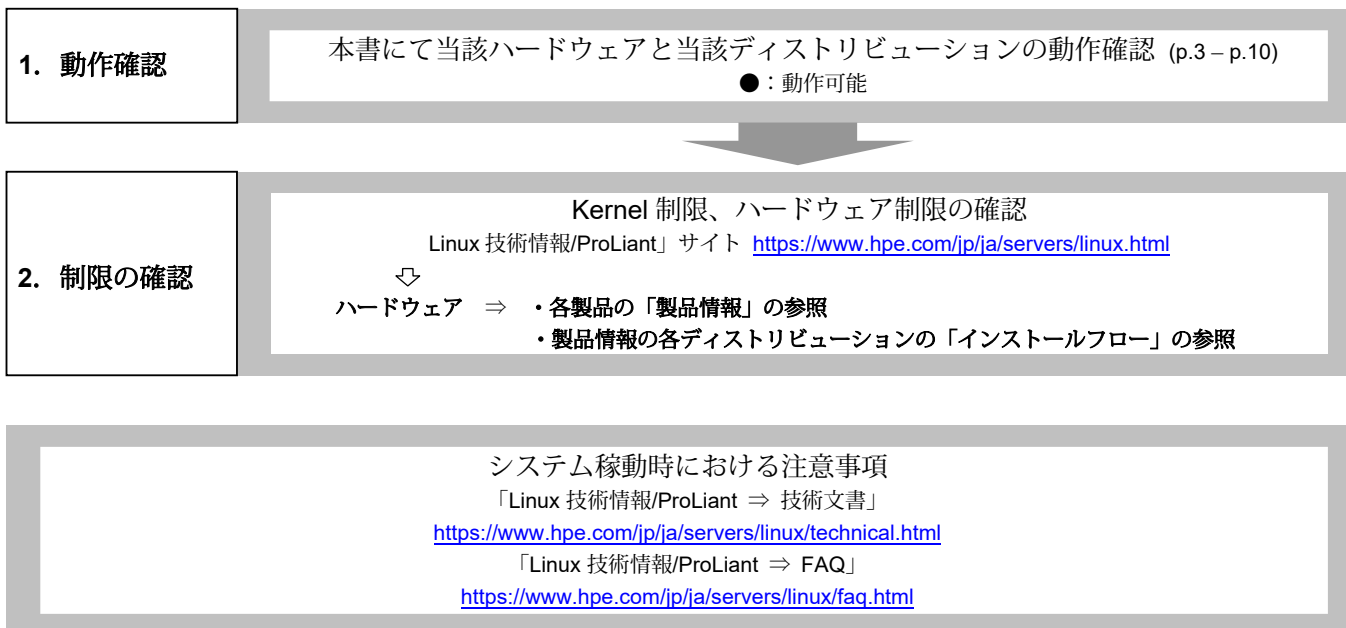 1. 動作確認
本書にて当該ハードウェアと当該ディストリビューションの動作確認 (p.3 – p.10)
●：動作可能
2. 制限の確認
Kernel 制限、ハードウェア制限の確認
Linux 技術情報/ProLiant」サイト https://www.hpe.com/jp/ja/servers/linux.html
ハードウェア ⇒ ・各製品の「製品情報」の参照
・製品情報の各ディストリビューションの「インストールフロー」の参照
システム稼動時における注意事項
「Linux 技術情報/ProLiant ⇒ 技術文書」
https://www.hpe.com/jp/ja/servers/linux/technical.html
「Linux 技術情報/ProLiant ⇒ FAQ」
https://www.hpe.com/jp/ja/servers/linux/faq.html